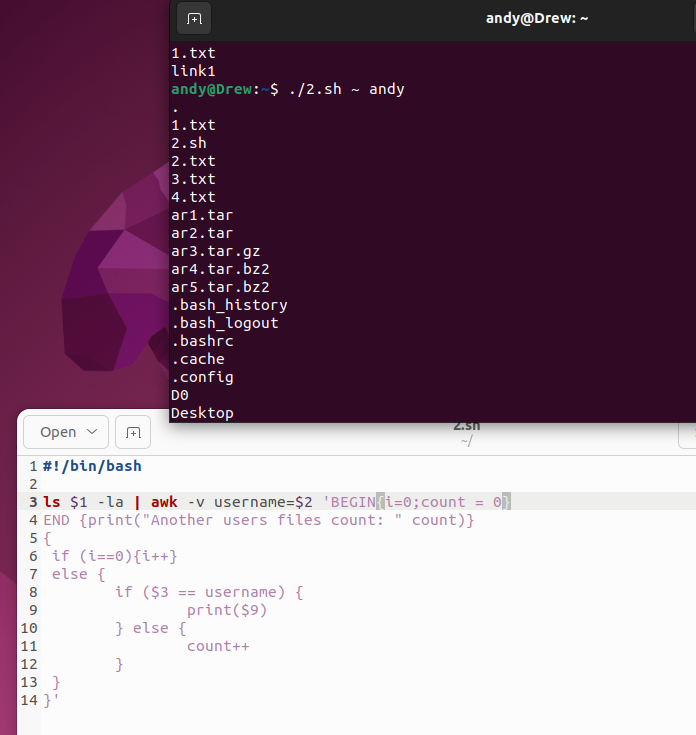 andy@Drew: ~
1.txt
link1
andy@Drew:~$ ./2.sh ~ andy
.
1.txt
2.sh
2.txt
3.txt
4.txt
ar1.tar
ar2.tar
ar3.tar.gz
ar4.tar.bz2
ar5.tar.bz2
.bash_history
.bash_logout
.bashrc
.cache
.config
D0
Desktop
Open
2.sh
~/
1 #!/bin/bash
2
3 ls $1 -la | awk -v username=$2 'BEGIN{i=0;count = 0}
4 END {print("Another users files count: " count)}
5 {
6  if (i==0){i++}
7  else {
8         if ($3 == username) {
9                 print($9)
10         } else {
11                 count++
12         }
13  }
14 }'